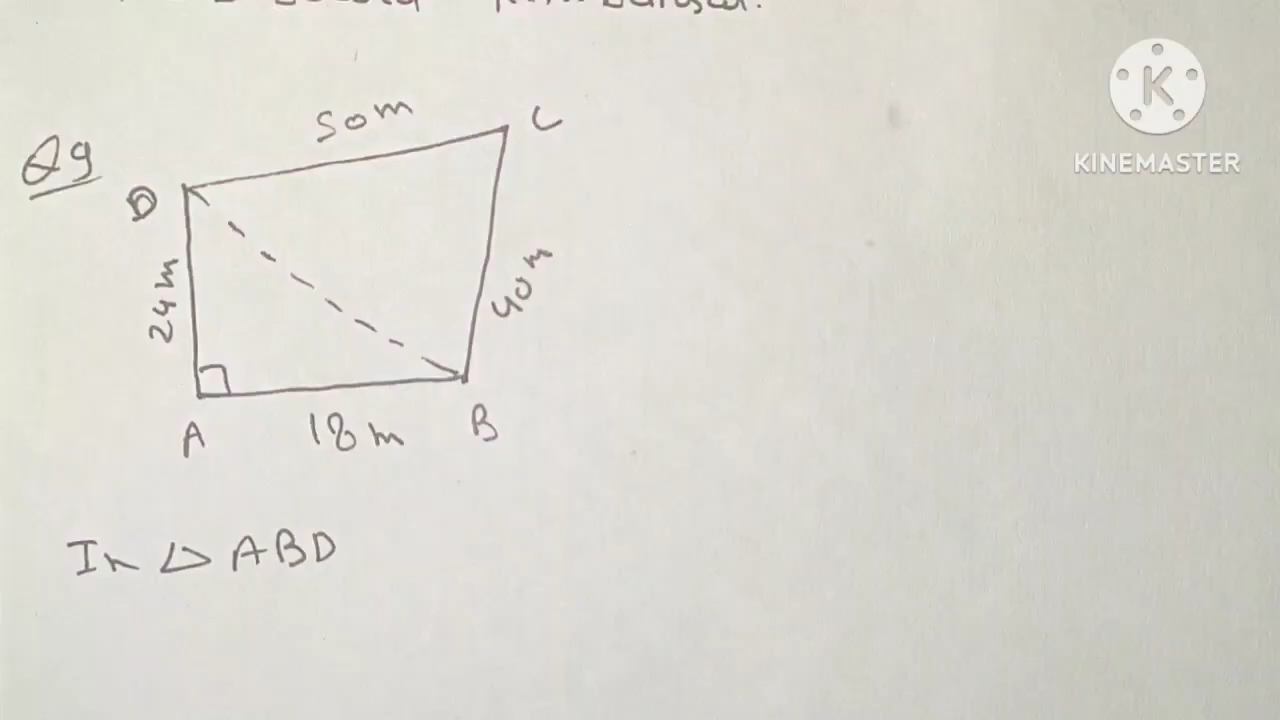 Q9
50m
C
D
24m
40m
A
18m
B
In △ ABD
K
KINEMASTER